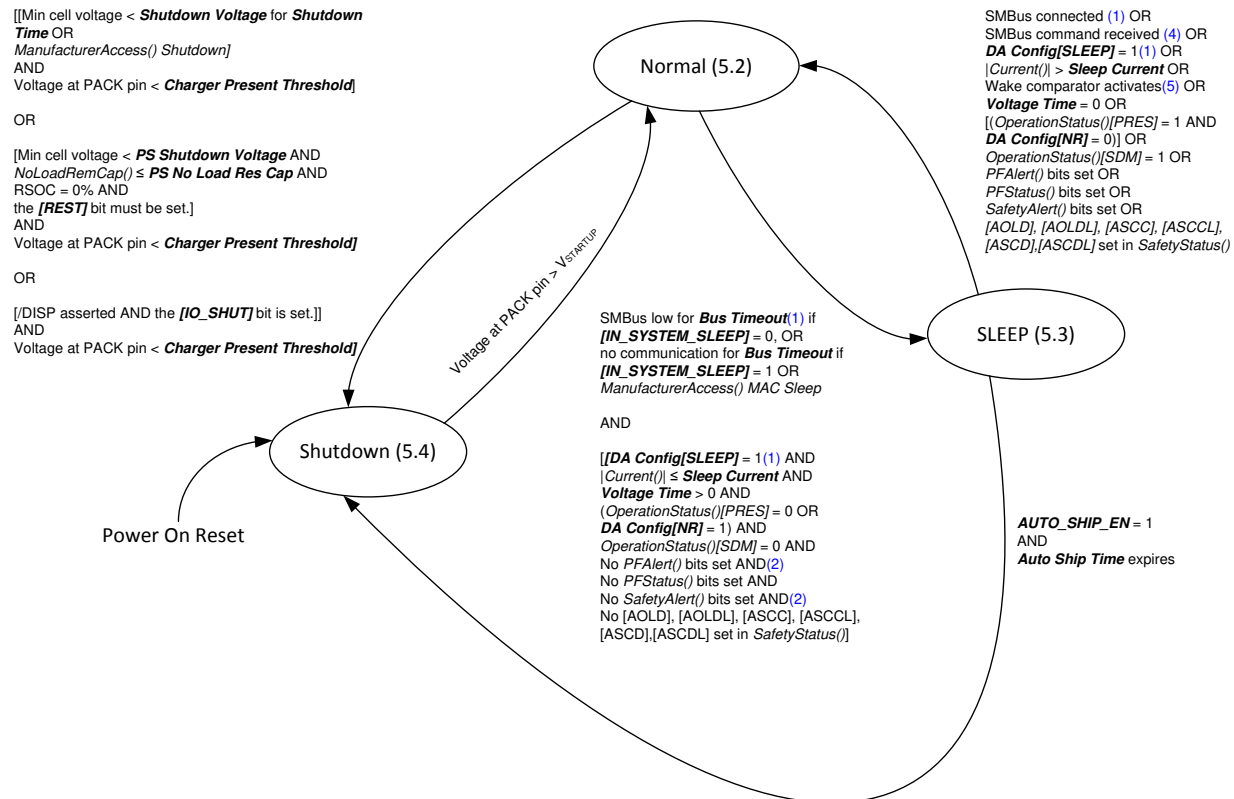 [[Min cell voltage < Shutdown Voltage for Shutdown
Time OR
ManufacturerAccess() Shutdown]
AND
Voltage at PACK pin < Charger Present Threshold]
OR
[Min cell voltage < PS Shutdown Voltage AND
NoLoadRemCap() ≤ PS No Load Res Cap AND
RSOC = 0% AND
the [REST] bit must be set.]
AND
Voltage at PACK pin < Charger Present Threshold]
OR
[/DISP asserted AND the [IO_SHUT] bit is set.]]
AND
Voltage at PACK pin < Charger Present Threshold]
Normal (5.2)
SMBus connected (1) OR
SMBus command received (4) OR
DA Config[SLEEP] = 1(1) OR
|Current()| > Sleep Current OR
Wake comparator activates(5) OR
Voltage Time = 0 OR
[(OperationStatus()[PRES] = 1 AND
DA Config[NR] = 0)] OR
OperationStatus()[SDM] = 1 OR
PFAlert() bits set OR
PFStatus() bits set OR
SafetyAlert() bits set OR
[AOLD], [AOLDL], [ASCC], [ASCCL],
[ASCD],[ASCDL] set in SafetyStatus()
Voltage at PACK pin > VSTARTUP
SMBus low for Bus Timeout(1) if
[IN_SYSTEM_SLEEP] = 0, OR
no communication for Bus Timeout if
[IN_SYSTEM_SLEEP] = 1 OR
ManufacturerAccess() MAC Sleep
AND
[[DA Config[SLEEP] = 1(1) AND
|Current()| ≤ Sleep Current AND
Voltage Time > 0 AND
(OperationStatus()[PRES] = 0 OR
DA Config[NR] = 1) AND
OperationStatus()[SDM] = 0 AND
No PFAlert() bits set AND(2)
No PFStatus() bits set AND
No SafetyAlert() bits set AND(2)
No [AOLD], [AOLDL], [ASCC], [ASCCL],
[ASCD],[ASCDL] set in SafetyStatus()]
SLEEP (5.3)
Shutdown (5.4)
Power On Reset
AUTO_SHIP_EN = 1
AND
Auto Ship Time expires